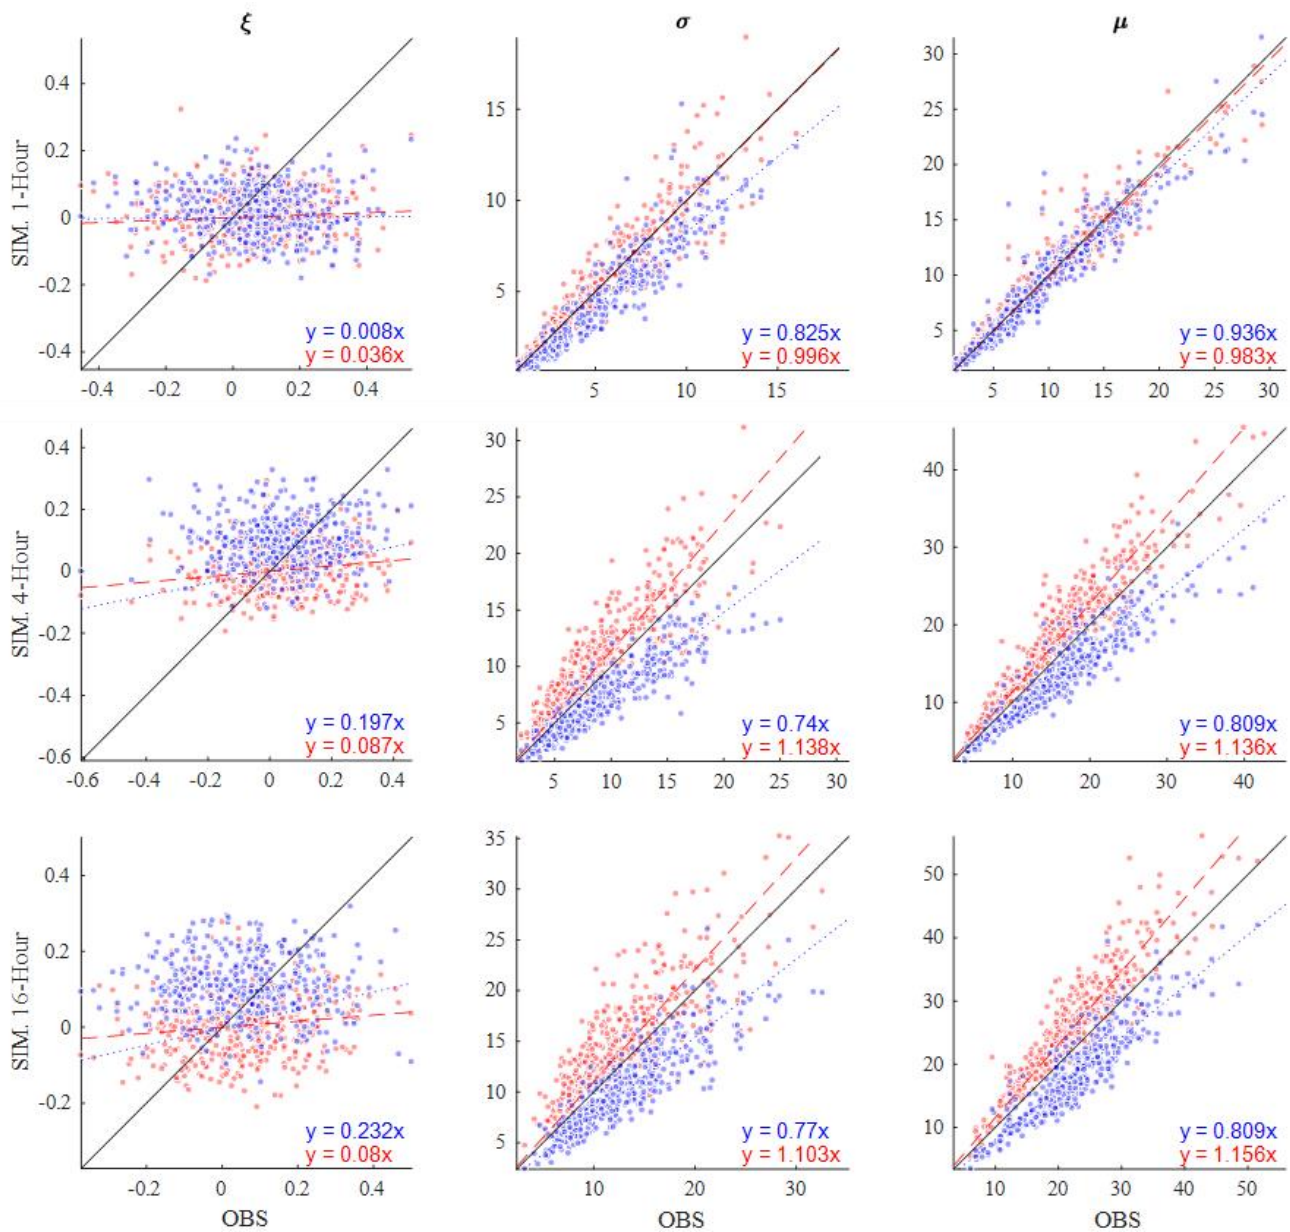 ξ σ μ
SIM. 1-Hour
0.4
0.2
0
-0.2
-0.4
-0.4 -0.2 0 0.2 0.4
y = 0.008x
y = 0.036x
15
10
5
5 10 15
y = 0.825x
y = 0.996x
30
25
20
15
10
5
5 10 15 20 25 30
y = 0.936x
y = 0.983x
SIM. 4-Hour
0.4
0.2
0
-0.2
-0.4
-0.6
-0.6 -0.4 -0.2 0 0.2 0.4
y = 0.197x
y = 0.087x
30
25
20
15
10
5
5 10 15 20 25 30
y = 0.74x
y = 1.138x
40
30
20
10
10 20 30 40
y = 0.809x
y = 1.136x
SIM. 16-Hour
0.4
0.2
0
-0.2
-0.2 0 0.2 0.4
y = 0.232x
y = 0.08x
OBS
35
30
25
20
15
10
5
10 20 30
y = 0.77x
y = 1.103x
OBS
50
40
30
20
10
10 20 30 40 50
y = 0.809x
y = 1.156x
OBS